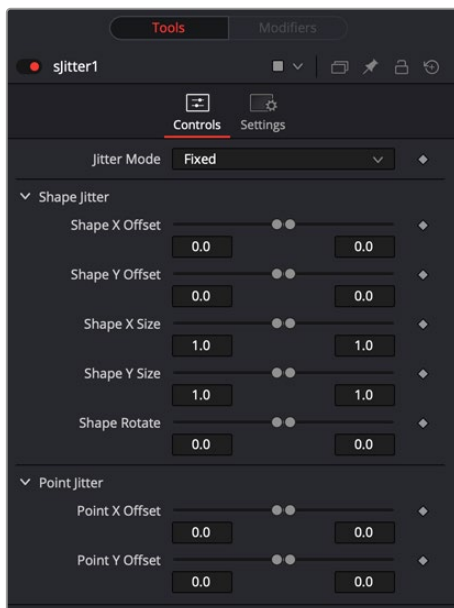 Tools Modifiers
sJitter1
Controls Settings
Jitter Mode Fixed
Shape Jitter
Shape X Offset
0.0 0.0
Shape Y Offset
0.0 0.0
Shape X Size
1.0 1.0
Shape Y Size
1.0 1.0
Shape Rotate
0.0 0.0
Point Jitter
Point X Offset
0.0 0.0
Point Y Offset
0.0 0.0